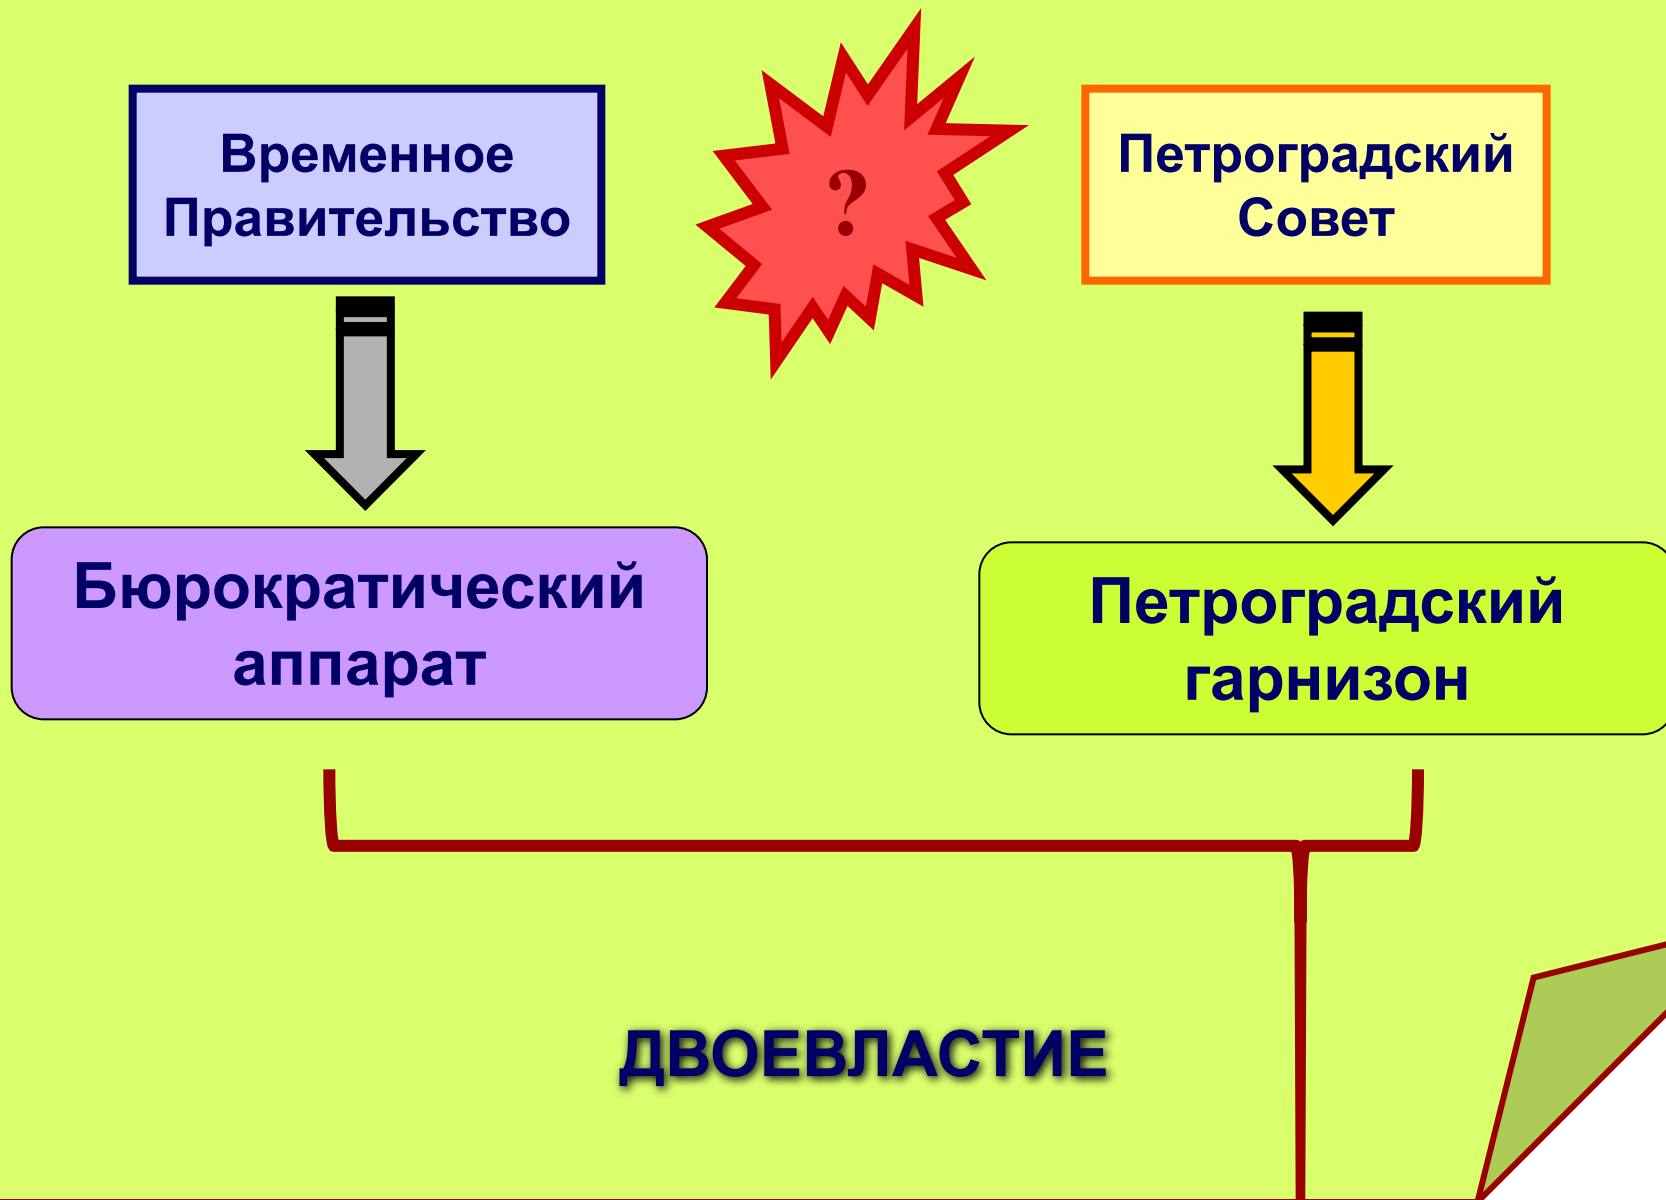 Временное
Правительство
?
Петроградский
Совет
Бюрократический
аппарат
Петроградский
гарнизон
ДВОЕВЛАСТИЕ